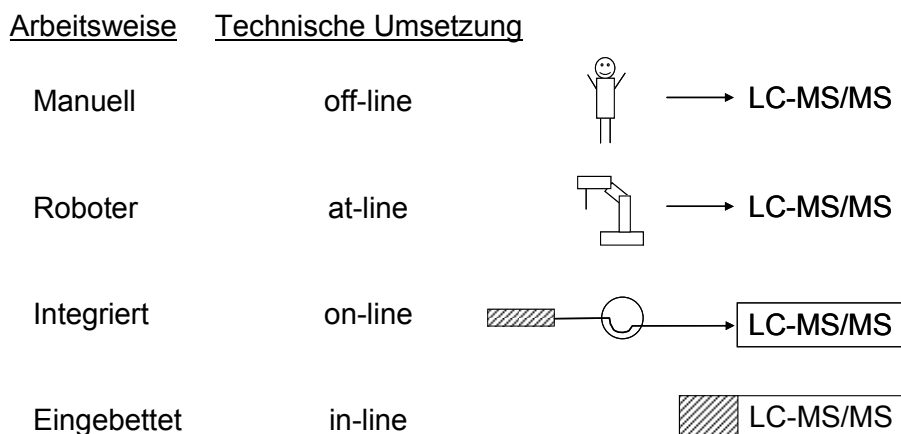 Arbeitsweise Technische Umsetzung
Manuell off-line LC-MS/MS
Roboter at-line LC-MS/MS
Integriert on-line LC-MS/MS
Eingebettet in-line LC-MS/MS